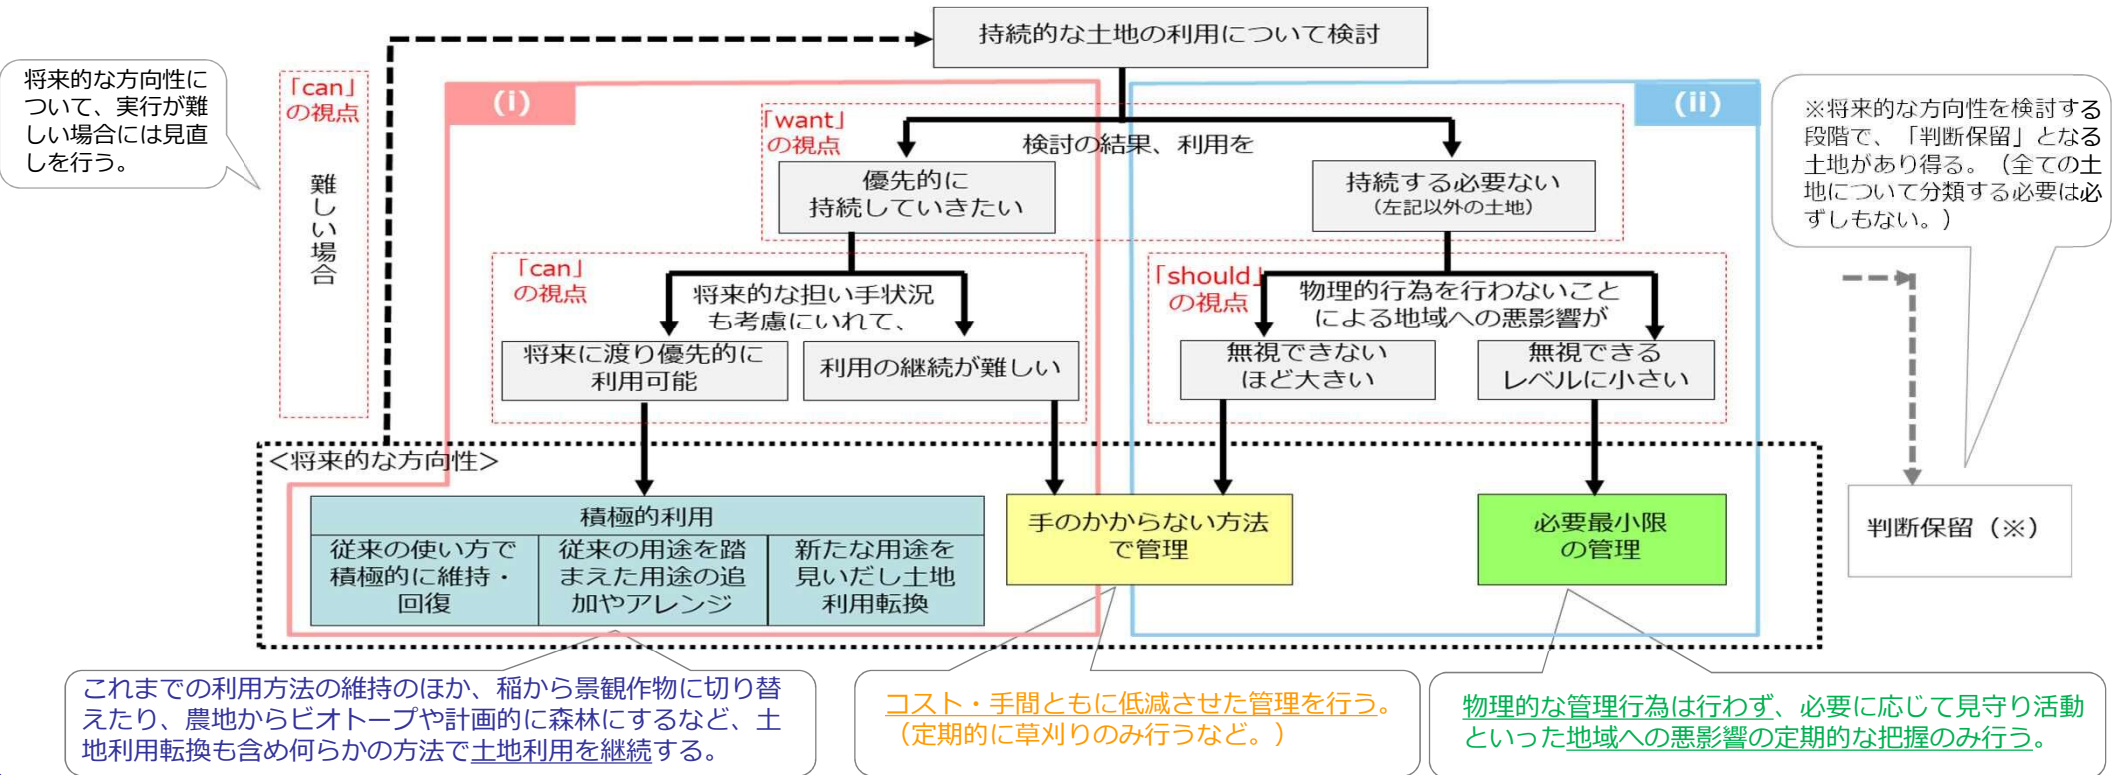 持続的な土地の利用について検討
将来的な方向性に
ついて、実行が難
しい場合には見直
しを行う。
「can」
の視点
難しい場合
(i)
(ii)
「want」
の視点
検討の結果、利用を
優先的に
持続していきたい
持続する必要ない
（左記以外の土地）
※将来的な方向性を検討する
段階で、「判断保留」となる
土地があり得る。（全ての土
地について分類する必要は必
ずしもない。）
「can」
の視点
将来的な担い手状況
も考慮にいれて、
「should」
の視点
物理的行為を行わないこと
による地域への悪影響が
将来に渡り優先的に
利用可能
利用の継続が難しい
無視できない
ほど大きい
無視できる
レベルに小さい
＜将来的な方向性＞
積極的利用
従来の使い方で
積極的に維持・
回復
従来の用途を踏
まえた用途の追
加やアレンジ
新たな用途を
見いだし土地
利用転換
手のかからない方法
で管理
必要最小限
の管理
判断保留（※）
これまでの利用方法の維持のほか、稲から景観作物に切り替
えたり、農地からビオトープや計画的に森林にするなど、土
地利用転換も含め何らかの方法で土地利用を継続する。
コスト・手間ともに低減させた管理を行う。
（定期的に草刈りのみ行うなど。）
物理的な管理行為は行わず、必要に応じて見守り活動
といった地域への悪影響の定期的な把握のみ行う。